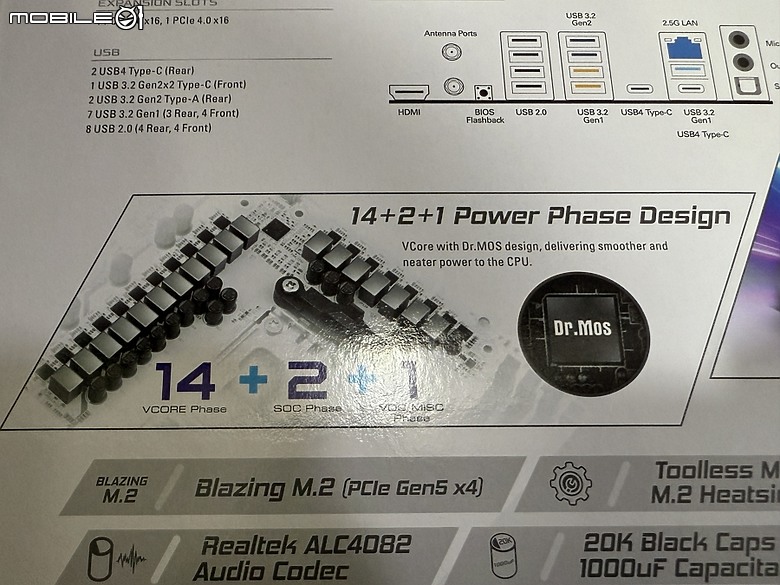 MOBILE01
EXPANSION SLOTS
x16, 1 PCIe 4.0 x16
USB
2 USB4 Type-C (Rear)
1 USB 3.2 Gen2x2 Type-C (Front)
2 USB 3.2 Gen2 Type-A (Rear)
7 USB 3.2 Gen1 (3 Rear, 4 Front)
8 USB 2.0 (4 Rear, 4 Front)
USB 3.2
Gen2
2.5G LAN
Antenna Ports
HDMI
BIOS
Flashback
USB 2.0
USB 3.2
Gen1
USB4 Type-C
USB 3.2
Gen1
USB4 Type-C
14+2+1 Power Phase Design
VCore with Dr.MOS design, delivering smoother and
neater power to the CPU.
Dr.Mos
14 + 2 + 1
VCORE Phase
SOC Phase
VDD MISC
Phase
BLAZING
M.2
Blazing M.2 (PCIe Gen5 x4)
Toolless M
M.2 Heatsi
Realtek ALC4082
Audio Codec
20K
20K Black Caps
1000uF Capacita